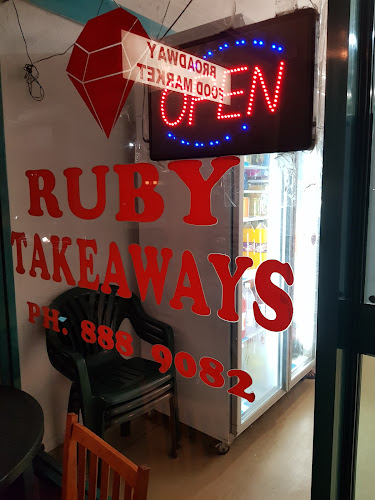 BROADWAY
FOOD MARKET
OPEN
RUBY
TAKEAWAYS
PH. 888 9082